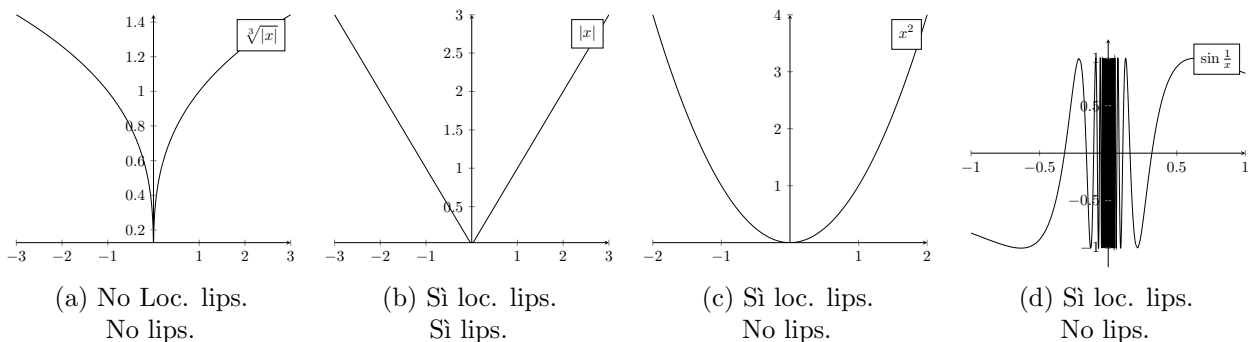 1.4
1.2
1
0.8
0.6
0.4
0.2
−3 −2 −1 1 2 3
∛|x|
(a) No Loc. lips.
No lips.
3
2.5
2
1.5
1
0.5
−3 −2 −1 1 2 3
|x|
(b) Sì loc. lips.
Sì lips.
4
3
2
1
−2 −1 1 2
x²
(c) Sì loc. lips.
No lips.
1
0.5
−0.5
−1
−1 −0.5 0.5 1
sin 1/x
(d) Sì loc. lips.
No lips.